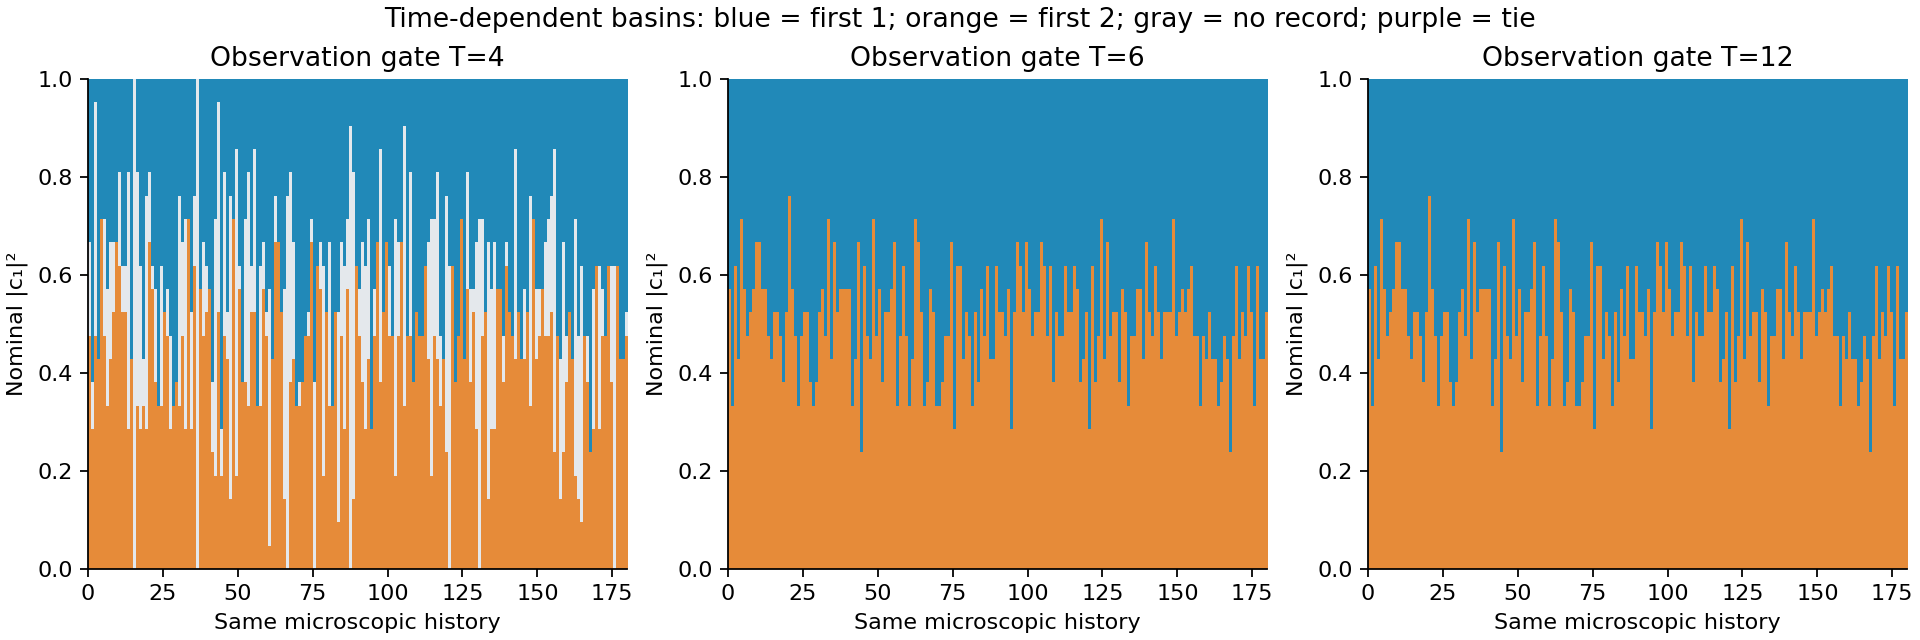 Time-dependent basins: blue = first 1; orange = first 2; gray = no record; purple = tie
Observation gate T=4
Nominal |c₁|²
1.0
0.8
0.6
0.4
0.2
0.0
0 25 50 75 100 125 150 175
Same microscopic history
Observation gate T=6
Nominal |c₁|²
1.0
0.8
0.6
0.4
0.2
0.0
0 25 50 75 100 125 150 175
Same microscopic history
Observation gate T=12
Nominal |c₁|²
1.0
0.8
0.6
0.4
0.2
0.0
0 25 50 75 100 125 150 175
Same microscopic history